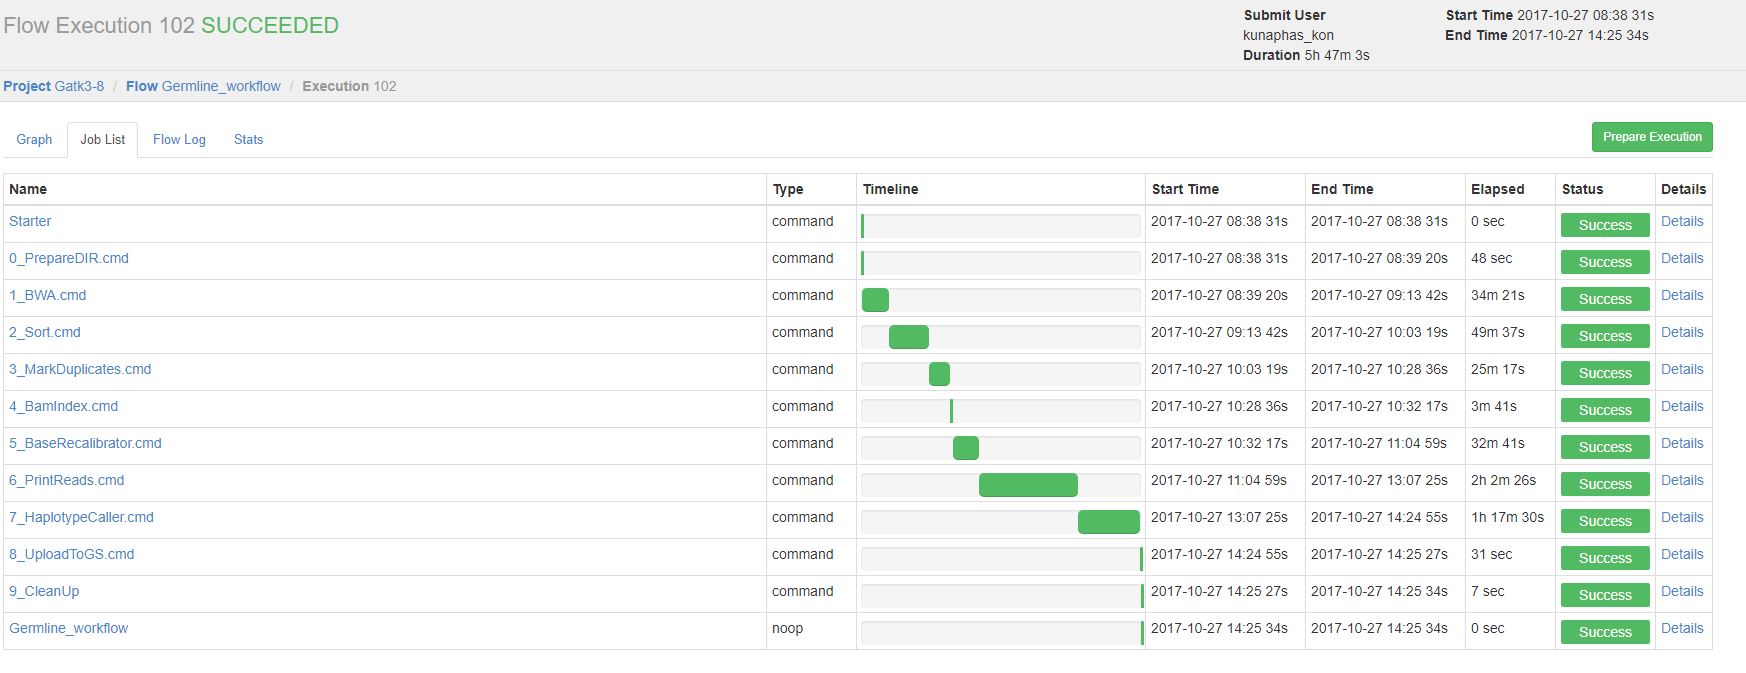 Flow Execution 102 SUCCEEDED
Submit User
kunaphas_kon
Duration 5h 47m 3s
Start Time 2017-10-27 08:38 31s
End Time 2017-10-27 14:25 34s
Project Gatk3-8 / Flow Germline_workflow / Execution 102
Graph Job List Flow Log Stats Prepare Execution
Name Type Timeline Start Time End Time Elapsed Status Details
Starter command 2017-10-27 08:38 31s 2017-10-27 08:38 31s 0 sec Success Details
0_PrepareDIR.cmd command 2017-10-27 08:38 31s 2017-10-27 08:39 20s 48 sec Success Details
1_BWA.cmd command 2017-10-27 08:39 20s 2017-10-27 09:13 42s 34m 21s Success Details
2_Sort.cmd command 2017-10-27 09:13 42s 2017-10-27 10:03 19s 49m 37s Success Details
3_MarkDuplicates.cmd command 2017-10-27 10:03 19s 2017-10-27 10:28 36s 25m 17s Success Details
4_BamIndex.cmd command 2017-10-27 10:28 36s 2017-10-27 10:32 17s 3m 41s Success Details
5_BaseRecalibrator.cmd command 2017-10-27 10:32 17s 2017-10-27 11:04 59s 32m 41s Success Details
6_PrintReads.cmd command 2017-10-27 11:04 59s 2017-10-27 13:07 25s 2h 2m 26s Success Details
7_HaplotypeCaller.cmd command 2017-10-27 13:07 25s 2017-10-27 14:24 55s 1h 17m 30s Success Details
8_UploadToGS.cmd command 2017-10-27 14:24 55s 2017-10-27 14:25 27s 31 sec Success Details
9_CleanUp command 2017-10-27 14:25 27s 2017-10-27 14:25 34s 7 sec Success Details
Germline_workflow noop 2017-10-27 14:25 34s 2017-10-27 14:25 34s 0 sec Success Details